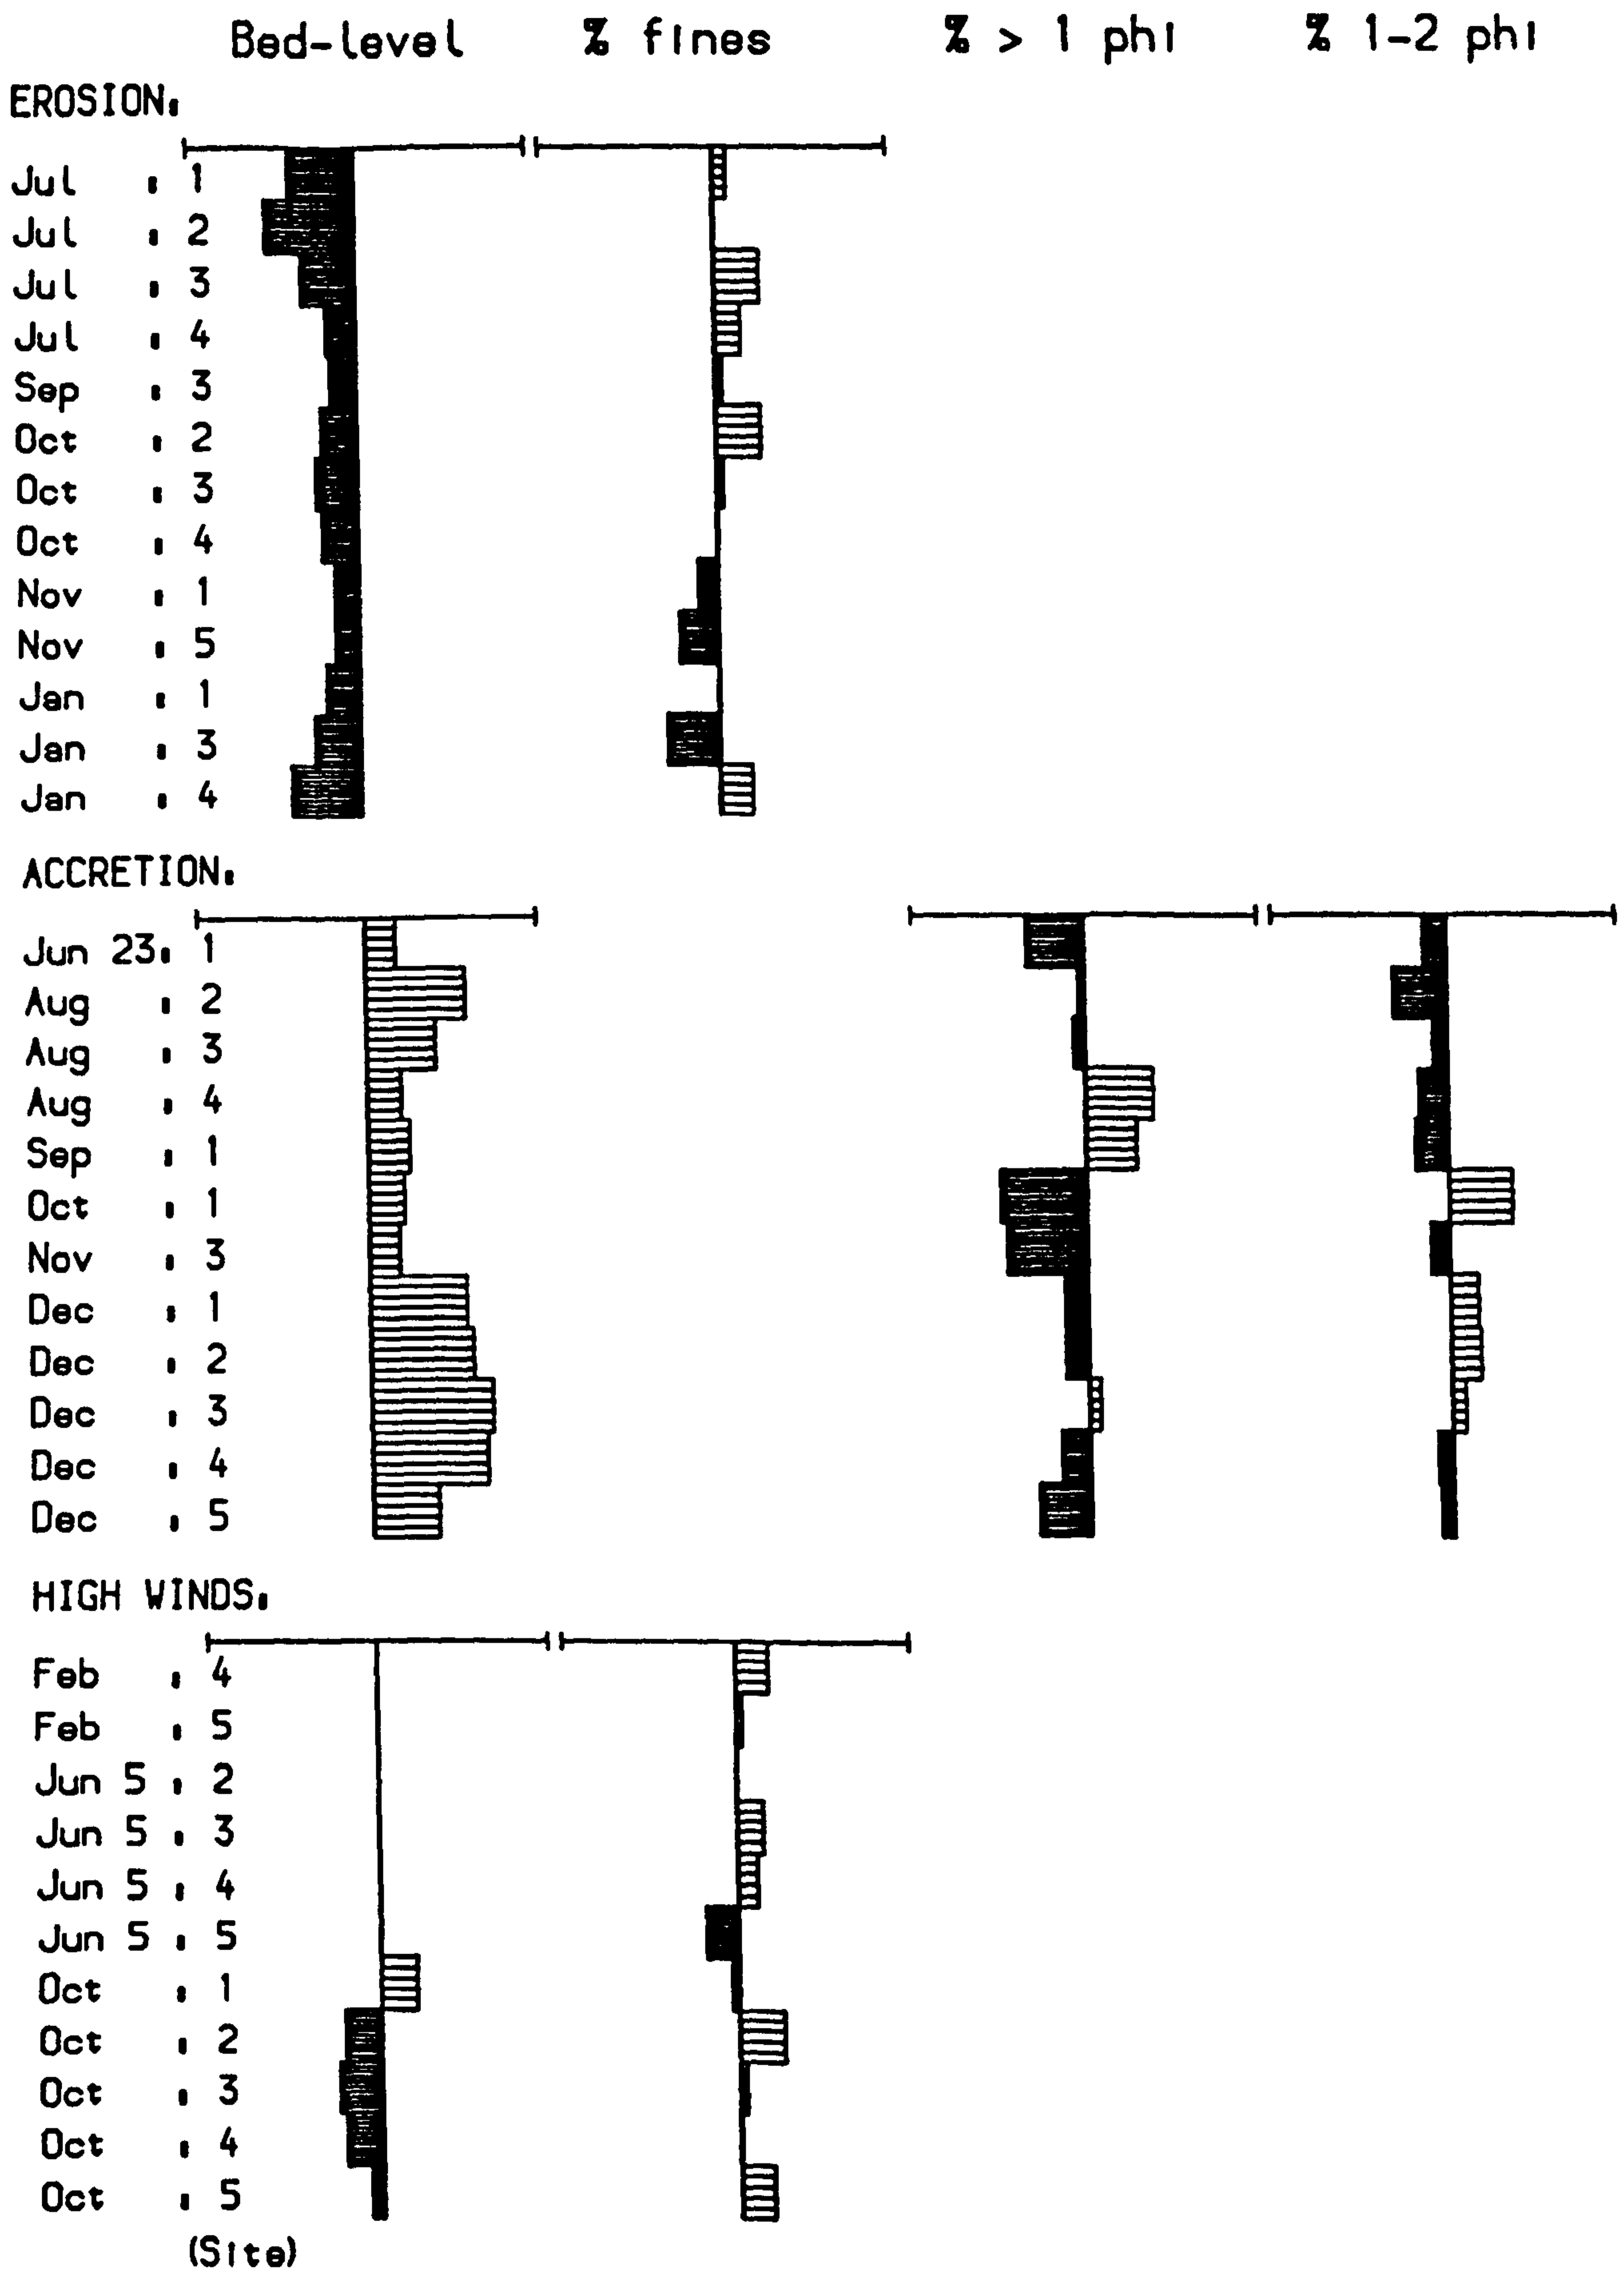 Bed-level % fines % > 1 phi % 1-2 phi
EROSION:
Jul : 1
Jul : 2
Jul : 3
Jul : 4
Sep : 3
Oct : 2
Oct : 3
Oct : 4
Nov : 1
Nov : 5
Jan : 1
Jan : 3
Jan : 4
ACCRETION:
Jun 23: 1
Aug : 2
Aug : 3
Aug : 4
Sep : 1
Oct : 1
Nov : 3
Dec : 1
Dec : 2
Dec : 3
Dec : 4
Dec : 5
HIGH WINDS:
Feb : 4
Feb : 5
Jun 5 : 2
Jun 5 : 3
Jun 5 : 4
Jun 5 : 5
Oct : 1
Oct : 2
Oct : 3
Oct : 4
Oct : 5
(Site)